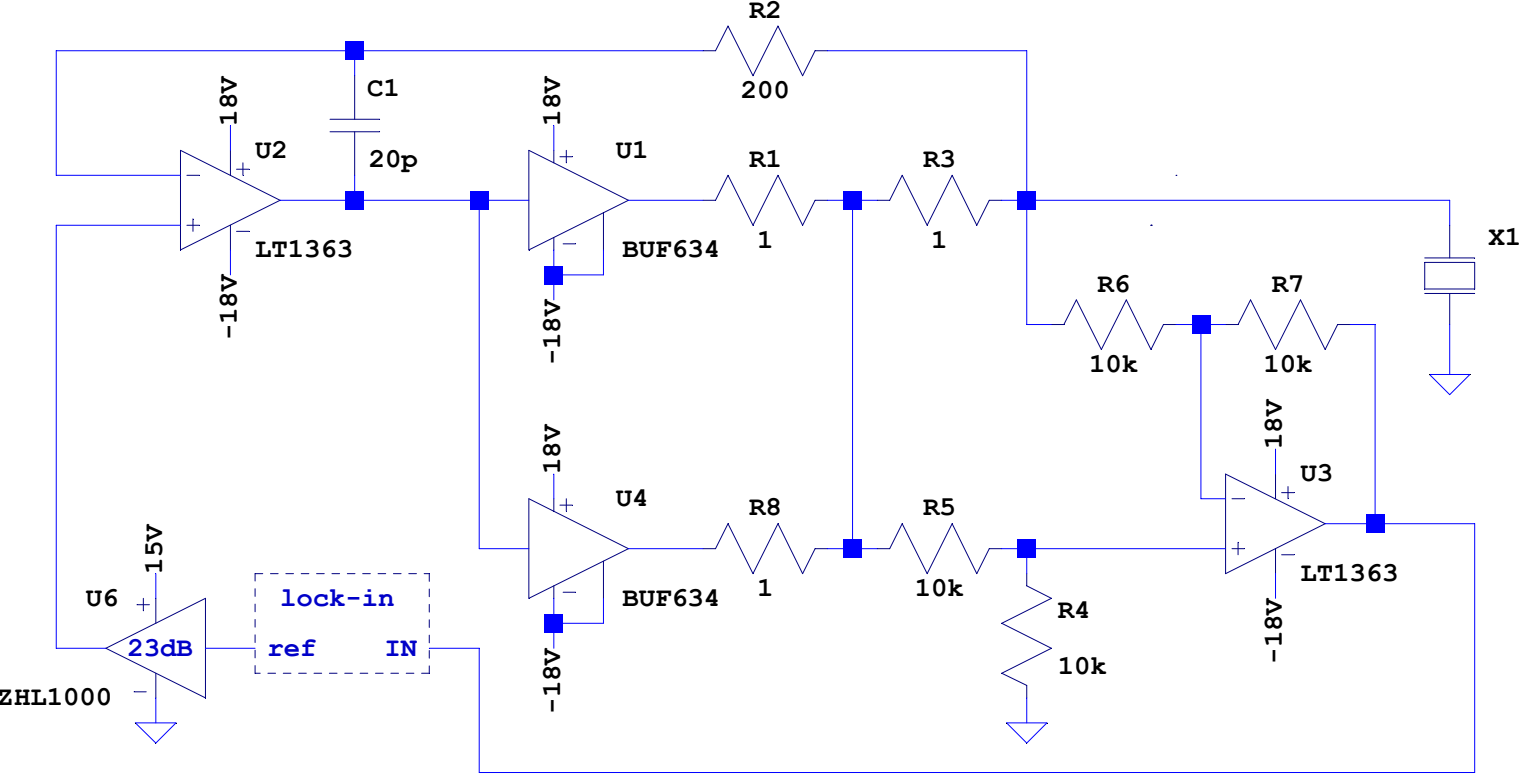 R2
200
C1
20p
18V
U2
+
−
+
−
LT1363
-18V
18V
U1
+
−
BUF634
-18V
R1
1
R3
1
X1
R6
10k
R7
10k
18V
U4
+
−
BUF634
-18V
R8
1
R5
10k
R4
10k
18V
U3
−
+
+
−
LT1363
-18V
15V
U6
+
23dB
−
ZHL1000
lock-in
ref IN